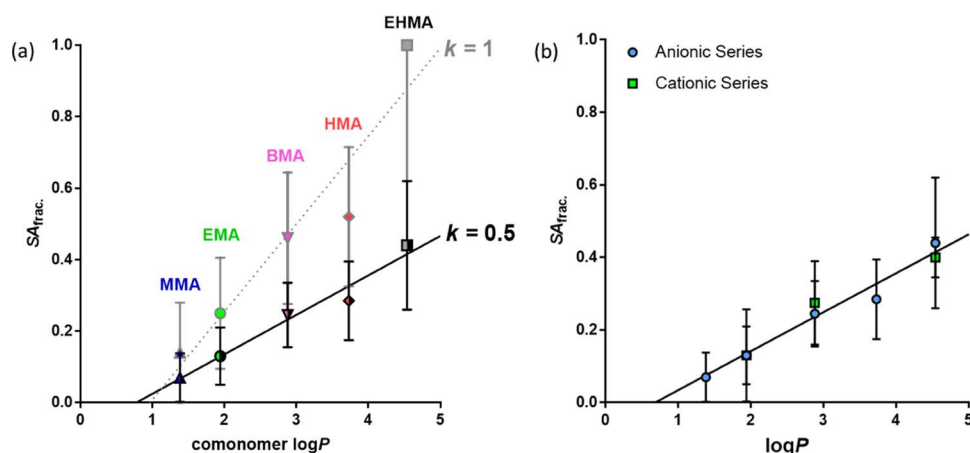 (a)
EHMA
k = 1
HMA
BMA
EMA
MMA
k = 0.5
SAfrac.
1.0
0.8
0.6
0.4
0.2
0.0
0 1 2 3 4 5
comonomer logP
(b)
Anionic Series
Cationic Series
SAfrac.
1.0
0.8
0.6
0.4
0.2
0.0
0 1 2 3 4 5
logP